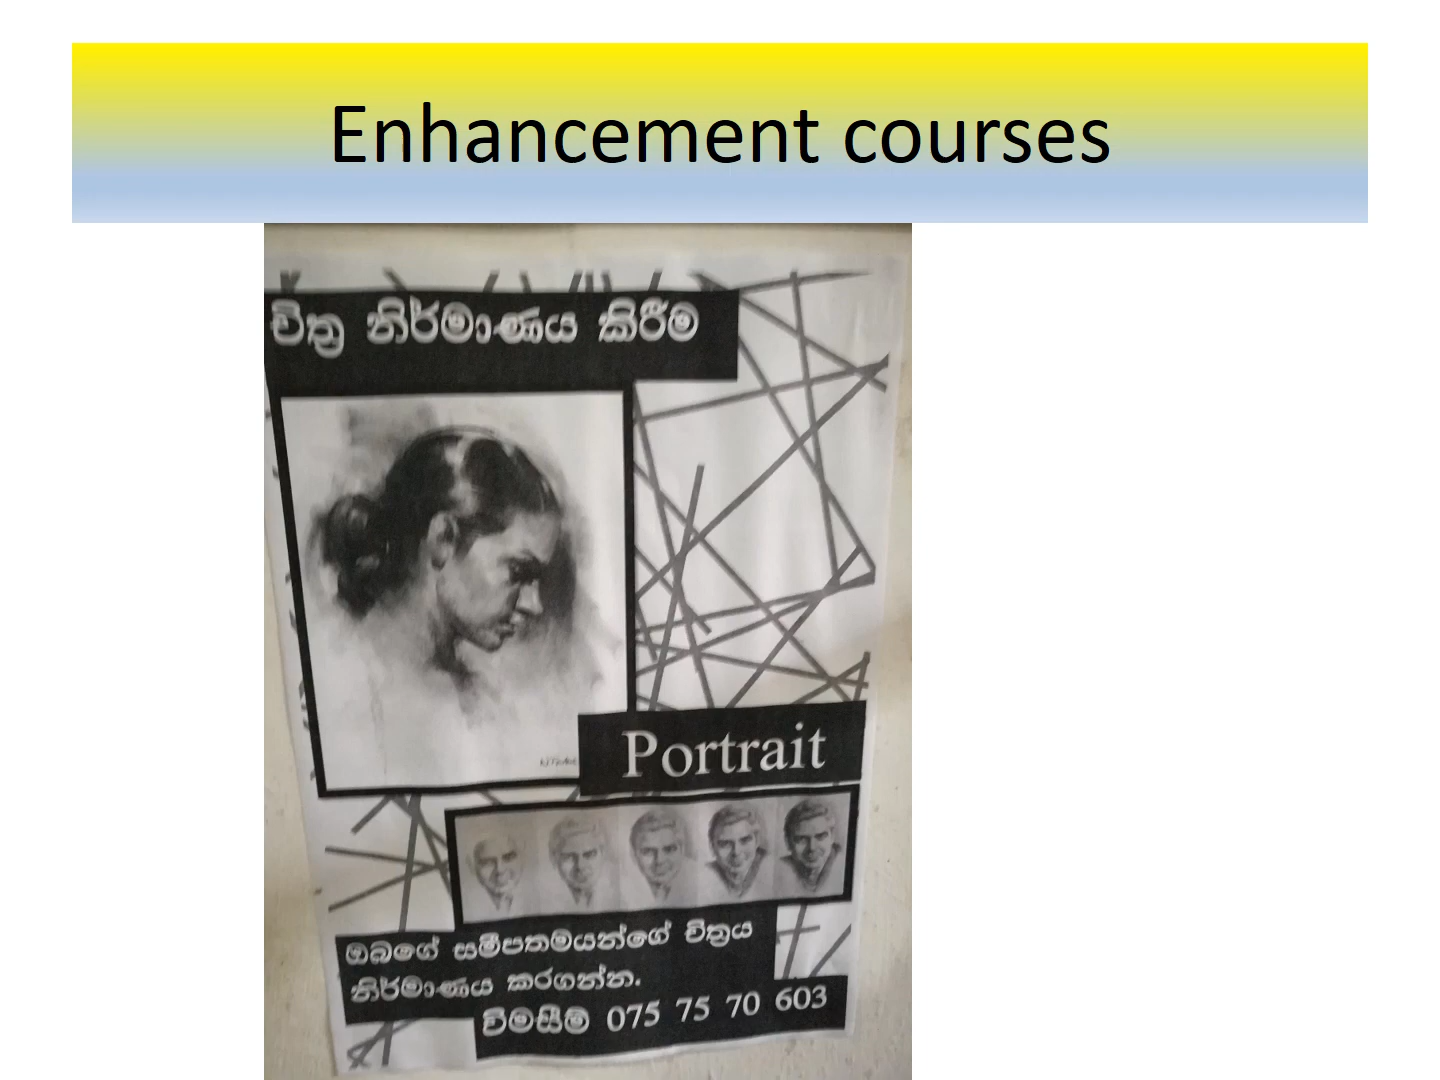 Enhancement courses
චිත්‍ර නිර්මාණය කිරීම
Portrait
ඔබගේ සමීපතමයන්ගේ චිත්‍රය
නිර්මාණය කරගන්න.
විමසීම් 075 75 70 603